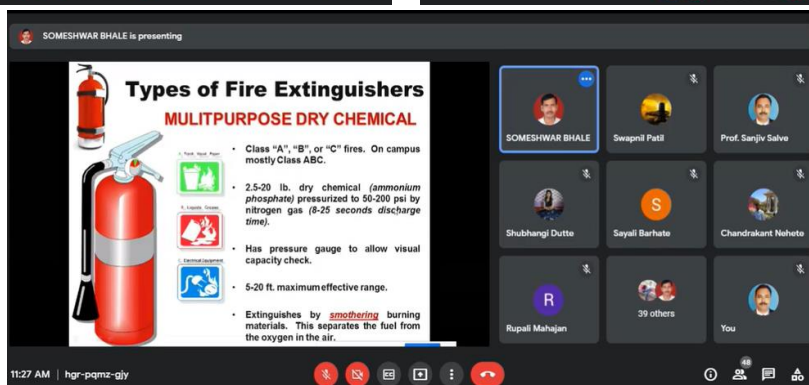 SOMESHWAR BHALE is presenting
Types of Fire Extinguishers
MULITPURPOSE DRY CHEMICAL
• Class “A”, “B”, or “C” fires. On campus
mostly Class ABC.
• 2.5-20 lb. dry chemical (ammonium
phosphate) pressurized to 50-200 psi by
nitrogen gas (8-25 seconds discharge
time).
• Has pressure gauge to allow visual
capacity check.
• 5-20 ft. maximum effective range.
• Extinguishes by smothering burning
materials. This separates the fuel from
the oxygen in the air.
SOMESHWAR BHALE
Swapnil Patil
Prof. Sanjiv Salve
Shubhangi Dutte
S
Sayali Barhate
Chandrakant Nehete
R
Rupali Mahajan
39 others
You
11:27 AM | hgr-pqmz-gjy
48